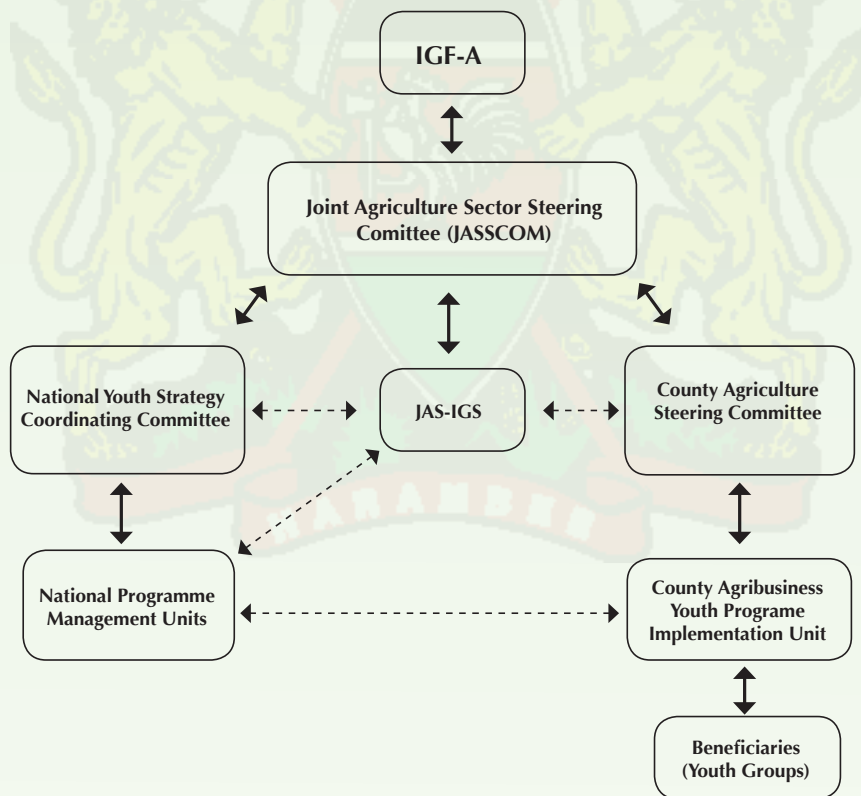 IGF-A
Joint Agriculture Sector Steering
Comittee (JASSCOM)
National Youth Strategy
Coordinating Committee
JAS-IGS
County Agriculture
Steering Committee
HARAMBEE
National Programme
Management Units
County Agribusiness
Youth Programe
Implementation Unit
Beneficiaries
(Youth Groups)